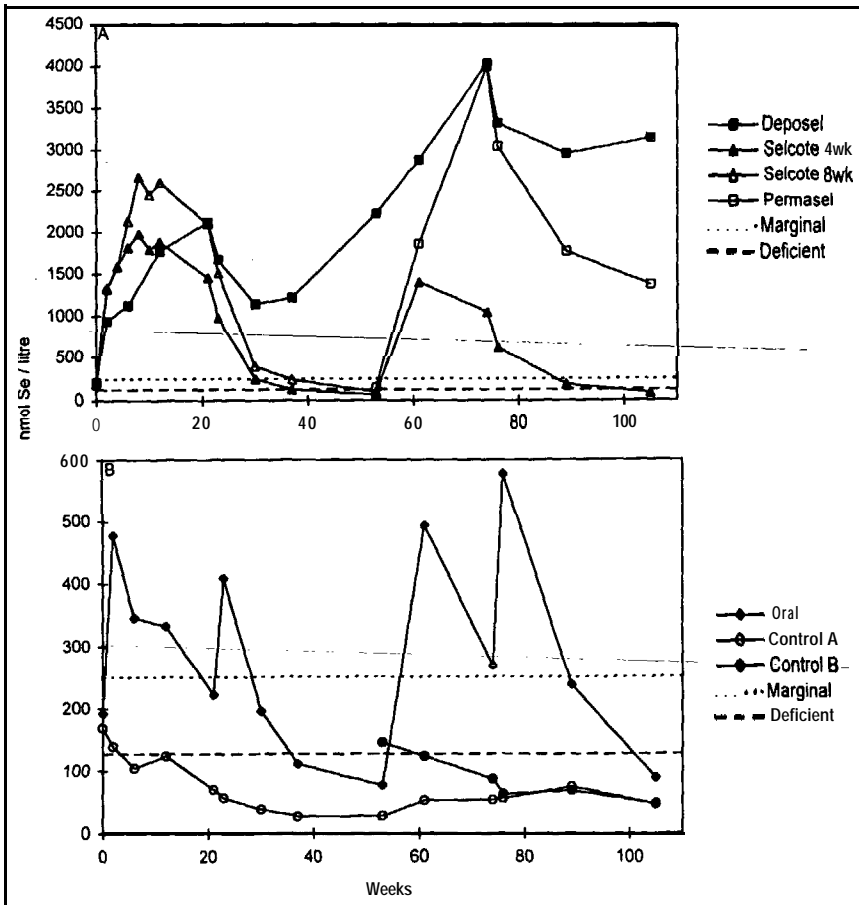 A
4500
4000
3500
3000
2500
2000
1500
1000
500
0
nmol Se / litre
0 20 40 60 80 100
Deposel
Selcote 4wk
Selcote 8wk
Permasel
Marginal
Deficient
B
600
500
400
300
200
100
0
0 20 40 60 80 100
Weeks
Oral
Control A
Control B
Marginal
Deficient